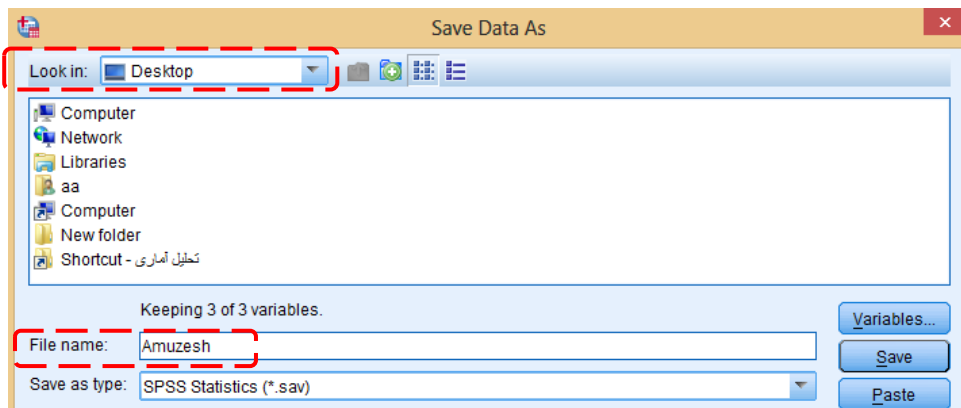 Save Data As
Look in: Desktop
Computer
Network
Libraries
aa
Computer
New folder
تحلیل آماری - Shortcut
Keeping 3 of 3 variables.
Variables...
File name: Amuzesh
Save
Save as type: SPSS Statistics (*.sav)
Paste